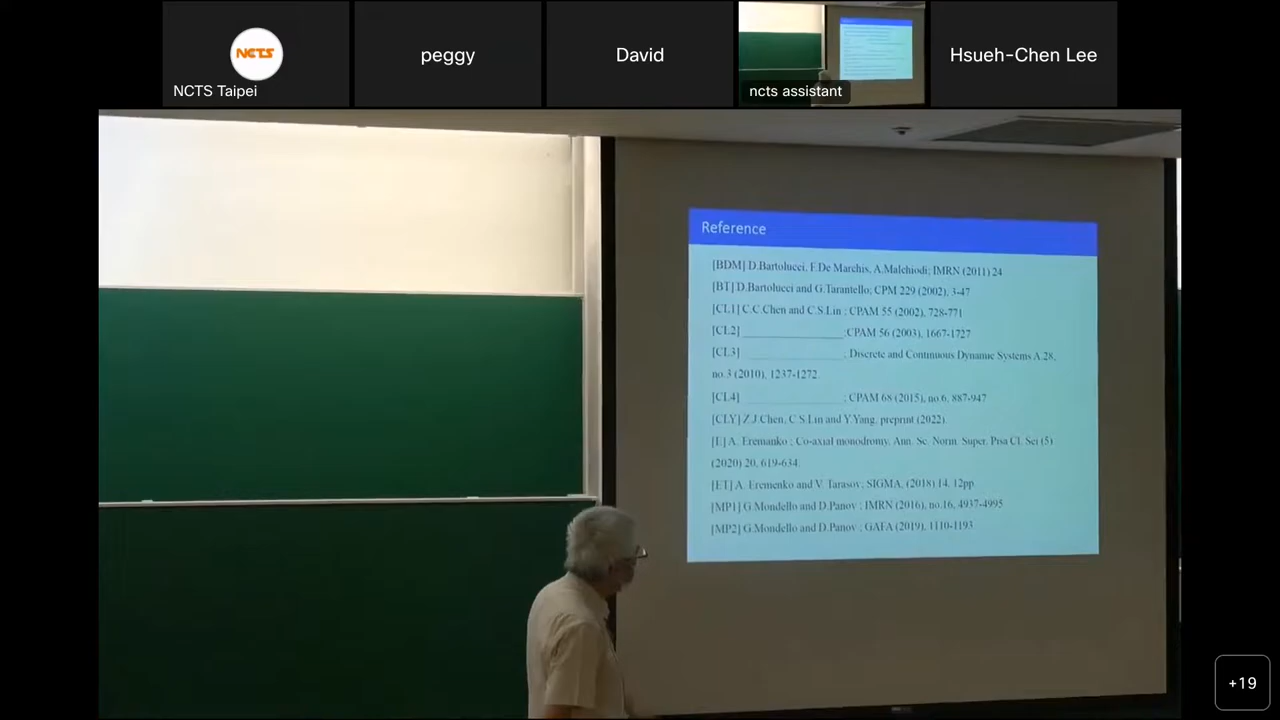 NCTS
NCTS Taipei
peggy
David
ncts assistant
Hsueh-Chen Lee
Reference
[BDM] D.Bartolucci, F.De Marchis, A.Malchiodi; IMRN (2011) 24
[BT] D.Bartolucci and G.Tarantello; CPM 229 (2002), 3-47
[CL1] C.C.Chen and C.S.Lin ; CPAM 55 (2002), 728-771
[CL2] ____________________;CPAM 56 (2003), 1667-1727
[CL3] ____________________; Discrete and Continuous Dynamic Systems A.28,
no.3 (2010), 1237-1272.
[CL4] ____________________; CPAM 68 (2015), no.6, 887-947
[CLY] Z.J.Chen, C.S.Lin and Y.Yang, preprint (2022).
[E] A. Eremanko ; Co-axial monodromy, Ann. Sc. Norm. Super. Pisa Cl. Sci (5)
(2020) 20, 619-634.
[ET] A. Eremenko and V. Tarasov; SIGMA, (2018) 14, 12pp
[MP1] G.Mondello and D.Panov ; IMRN (2016), no.16, 4937-4995
[MP2] G.Mondello and D.Panov ; GAFA (2019), 1110-1193
+19